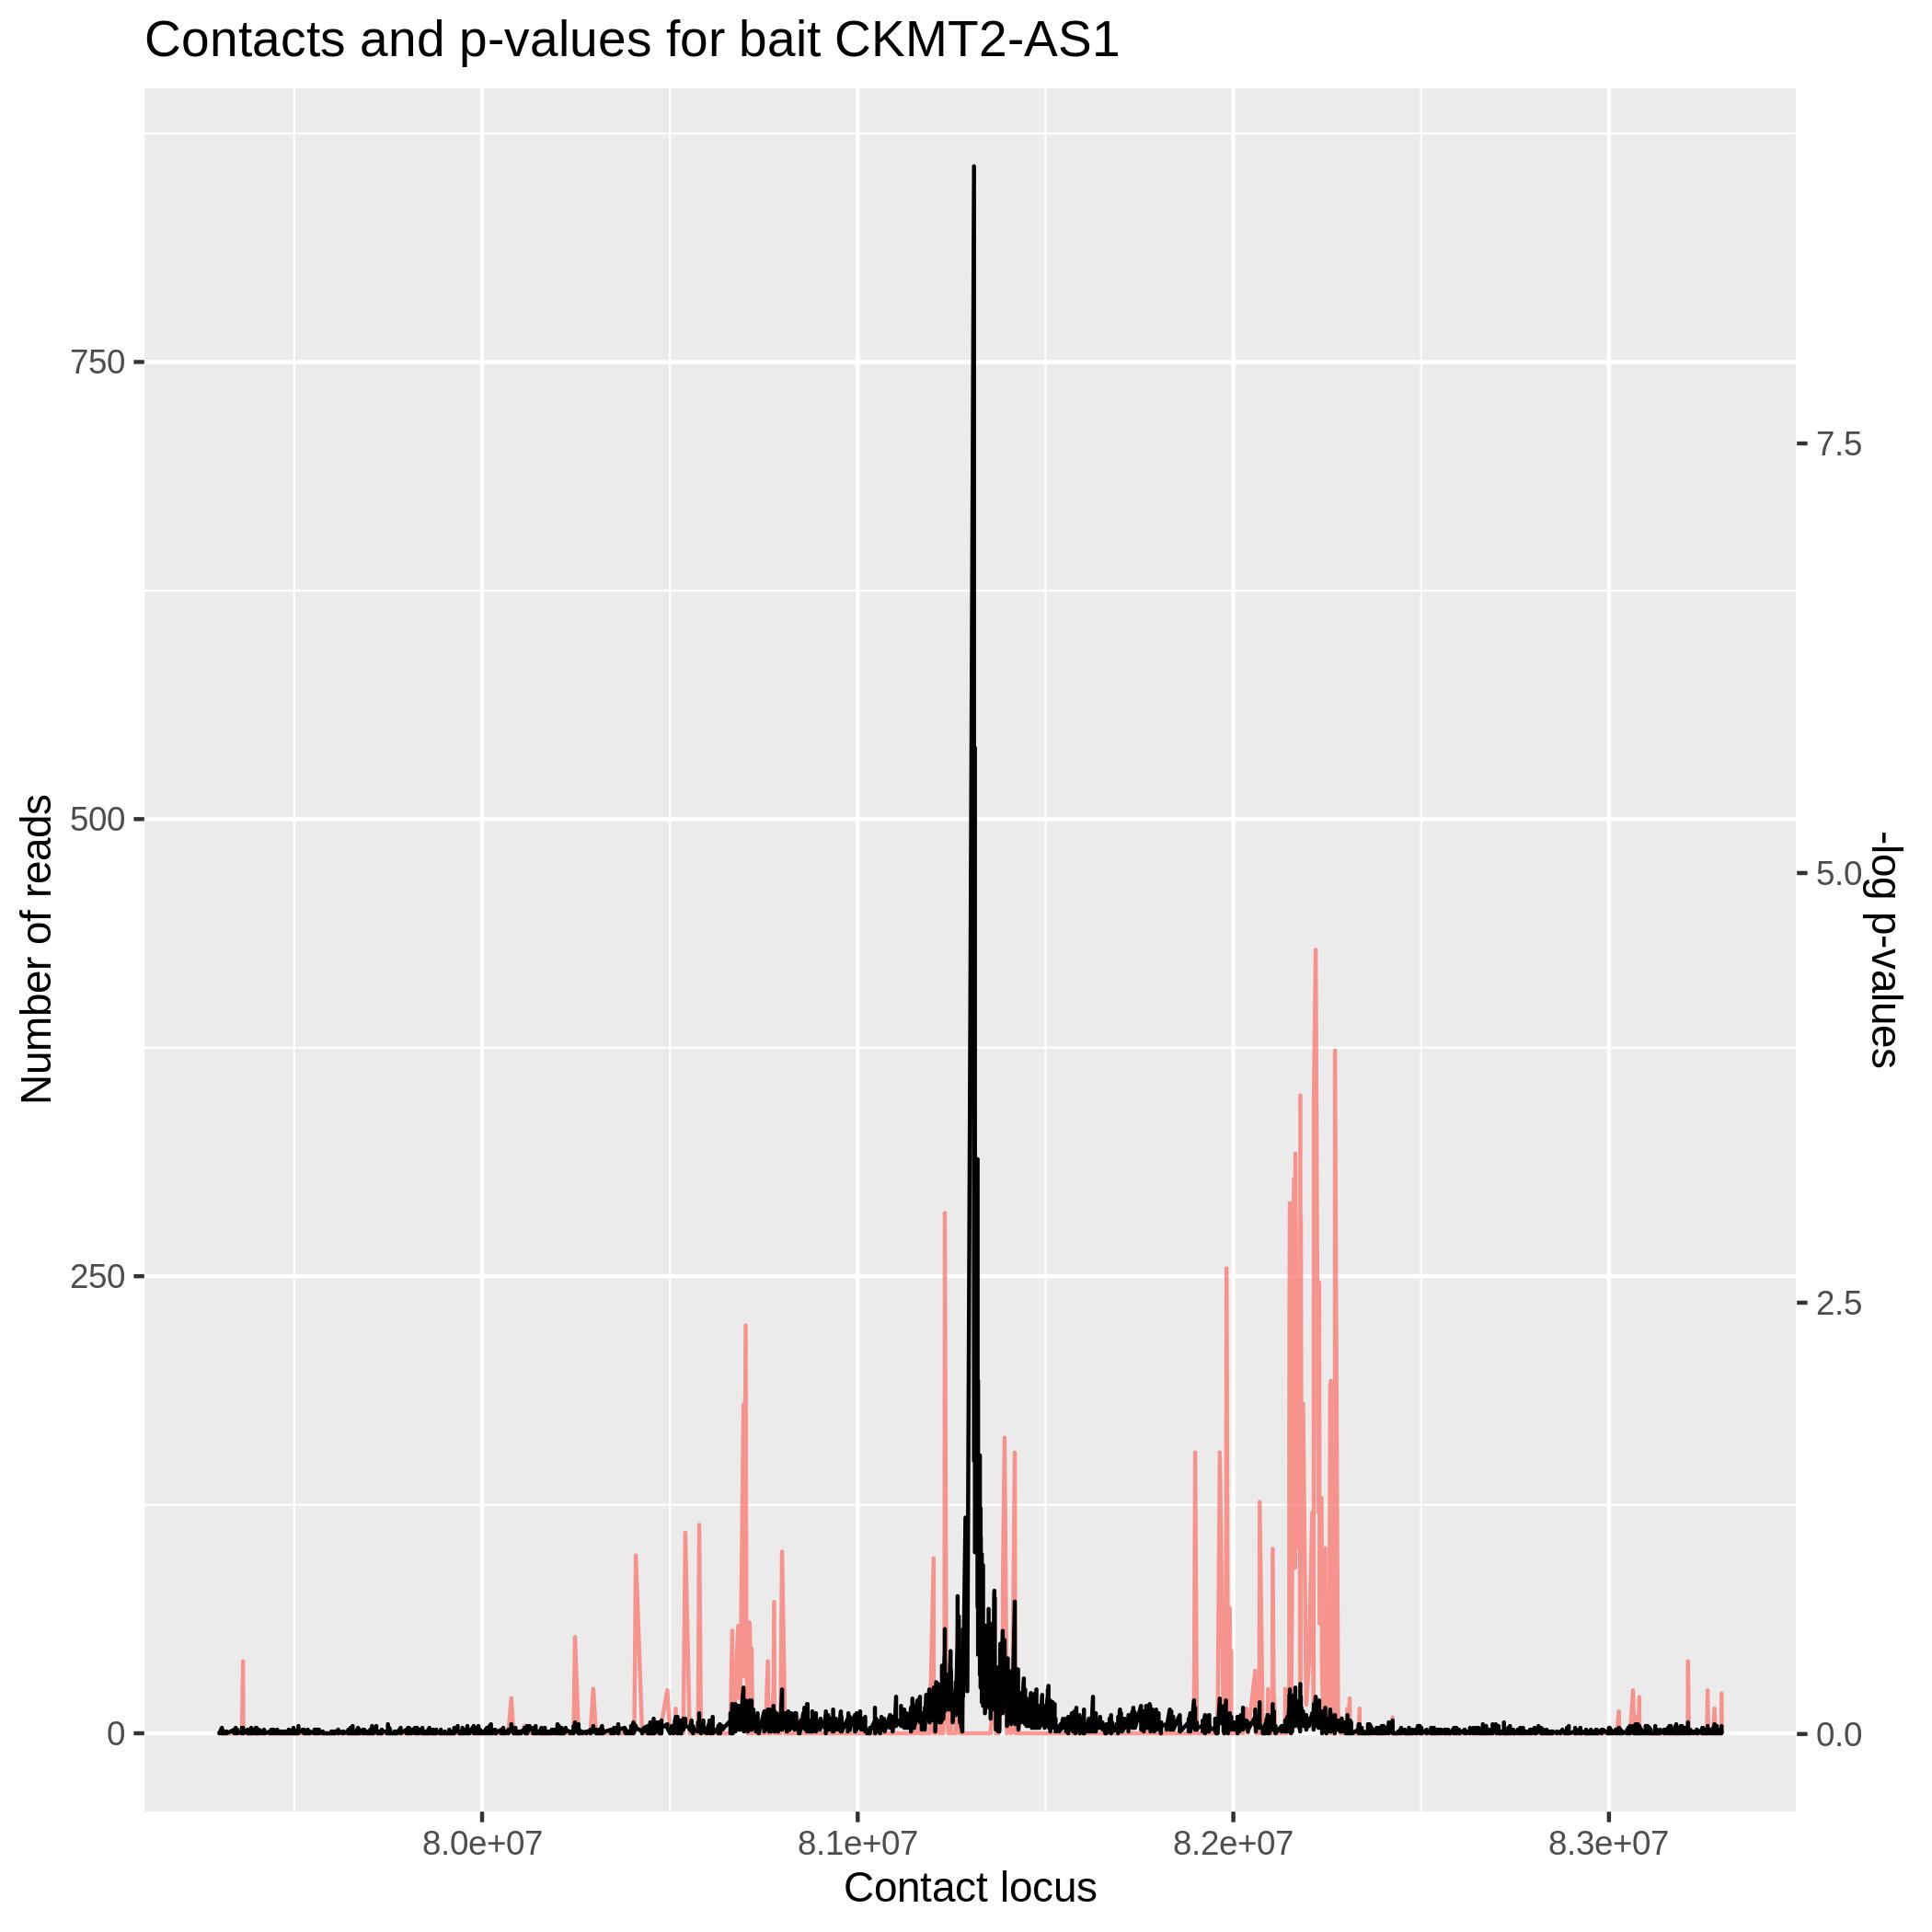 Contacts and p-values for bait CKMT2-AS1
Number of reads
750
500
250
0
7.5
5.0
2.5
0.0
-log p-values
8.0e+07
8.1e+07
8.2e+07
8.3e+07
Contact locus